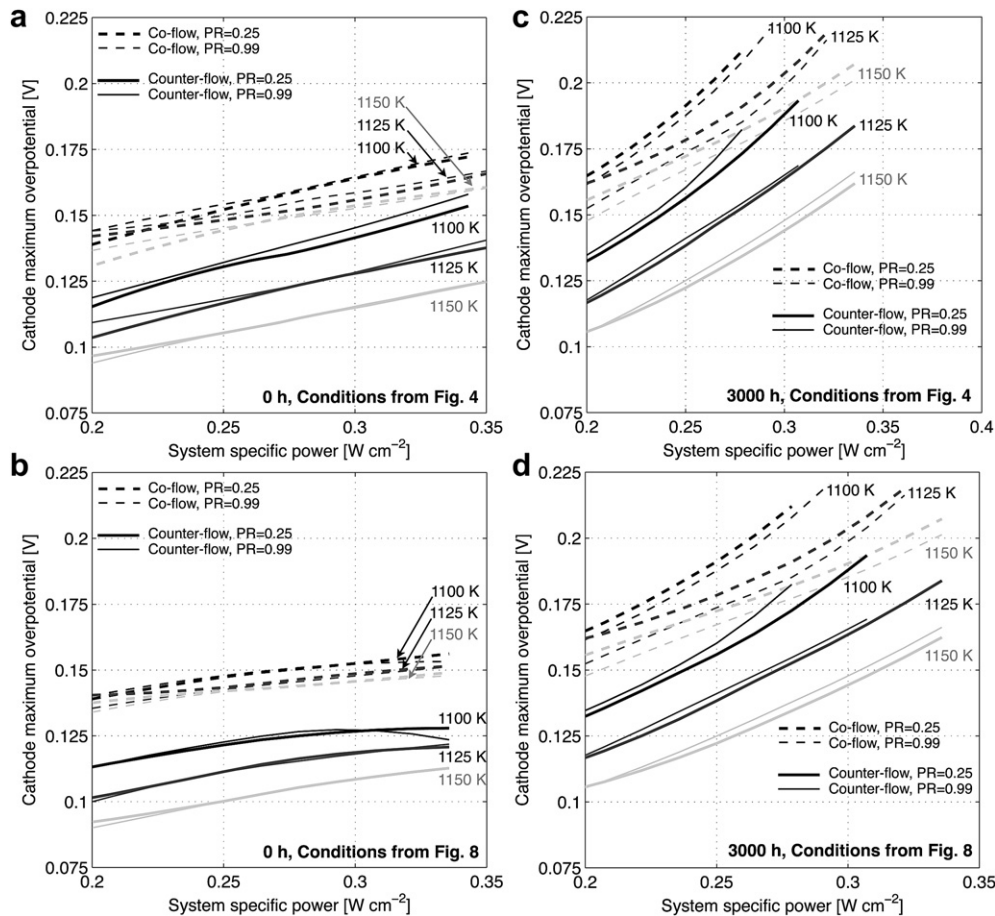 a
Cathode maximum overpotential [V]
0.225
0.2
0.175
0.15
0.125
0.1
0.075
Co-flow, PR=0.25
Co-flow, PR=0.99
Counter-flow, PR=0.25
Counter-flow, PR=0.99
1150 K
1125 K
1100 K
1100 K
1125 K
1150 K
0 h, Conditions from Fig. 4
0.2
0.25
0.3
0.35
System specific power [W cm⁻²]
c
Cathode maximum overpotential [V]
0.225
0.2
0.175
0.15
0.125
0.1
0.075
1100 K
1125 K
1150 K
1100 K
1125 K
1150 K
Co-flow, PR=0.25
Co-flow, PR=0.99
Counter-flow, PR=0.25
Counter-flow, PR=0.99
3000 h, Conditions from Fig. 4
0.2
0.25
0.3
0.35
0.4
System specific power [W cm⁻²]
b
Cathode maximum overpotential [V]
0.225
0.2
0.175
0.15
0.125
0.1
0.075
Co-flow, PR=0.25
Co-flow, PR=0.99
Counter-flow, PR=0.25
Counter-flow, PR=0.99
1100 K
1125 K
1150 K
1100 K
1125 K
1150 K
0 h, Conditions from Fig. 8
0.2
0.25
0.3
0.35
System specific power [W cm⁻²]
d
Cathode maximum overpotential [V]
0.225
0.2
0.175
0.15
0.125
0.1
0.075
1100 K
1125 K
1150 K
1100 K
1125 K
1150 K
Co-flow, PR=0.25
Co-flow, PR=0.99
Counter-flow, PR=0.25
Counter-flow, PR=0.99
3000 h, Conditions from Fig. 8
0.2
0.25
0.3
0.35
System specific power [W cm⁻²]